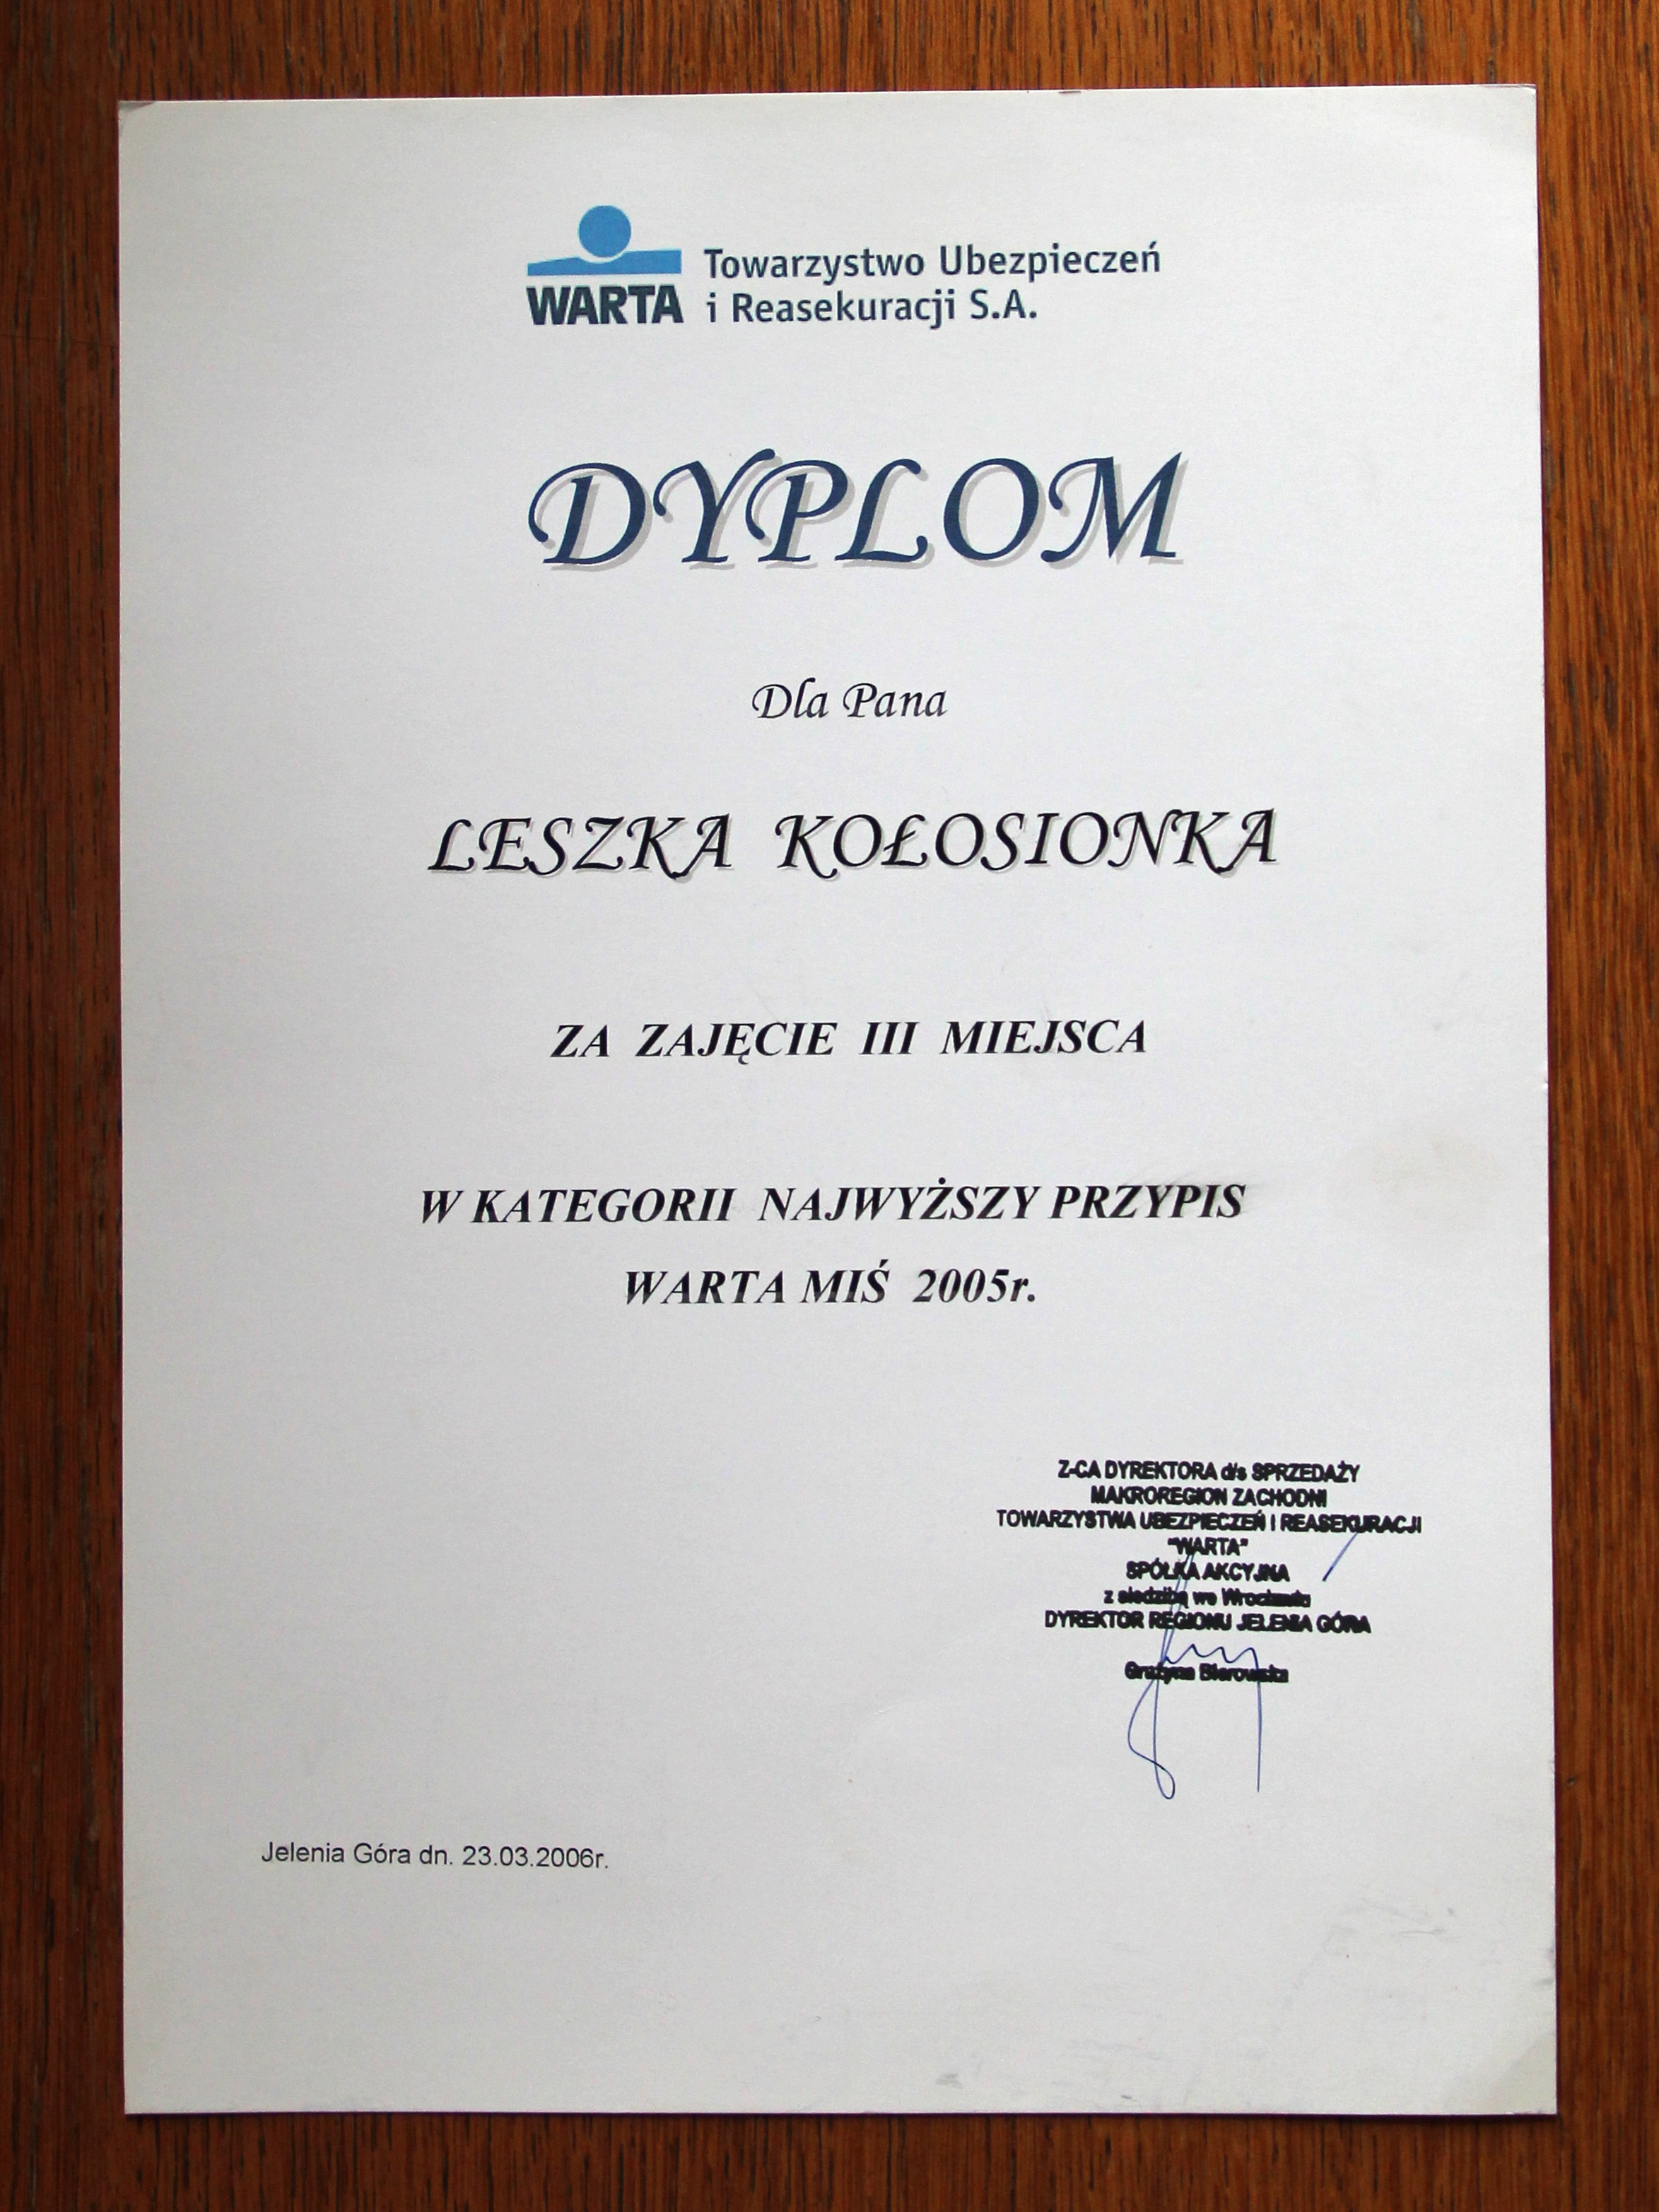 WARTA
Towarzystwo Ubezpieczeń
i Reasekuracji S.A.
DYPLOM
Dla Pana
LESZKA KOŁOSIONKA
ZA ZAJĘCIE III MIEJSCA
W KATEGORII NAJWYŻSZY PRZYPIS
WARTA MIŚ 2005r.
Z-CA DYREKTORA d/s SPRZEDAŻY
MAKROREGION ZACHODNI
TOWARZYSTWA UBEZPIECZEŃ I REASEKURACJI
"WARTA"
SPÓŁKA AKCYJNA
z siedzibą we Wrocławiu
DYREKTOR REGIONU JELENIA GÓRA
Grażyna
Jelenia Góra dn. 23.03.2006r.